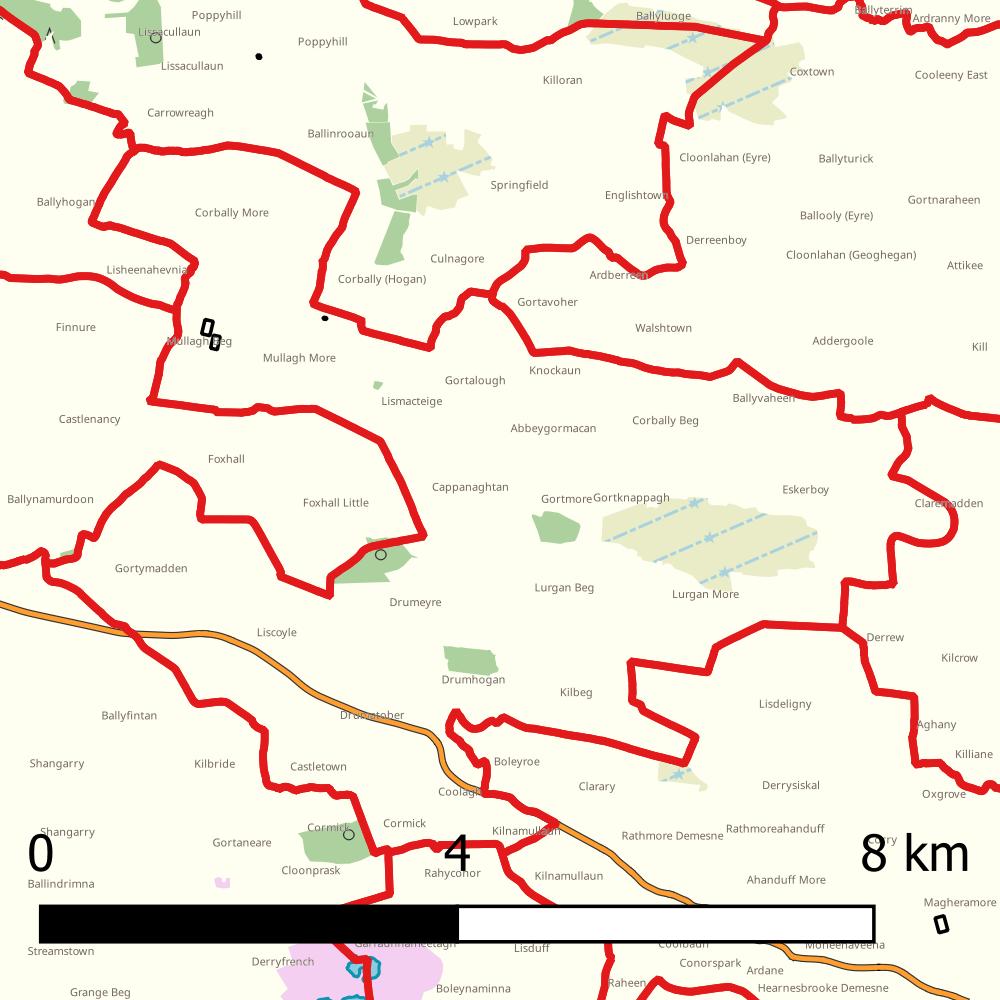 Poppyhill
Lowpark
Ballyluoge
Ballyterrim
Ardranny More
Lissacullaun
Poppyhill
Lissacullaun
Killoran
Coxtown
Cooleeny East
Carrowreagh
Ballinrooaun
Cloonlahan (Eyre)
Ballyturick
Springfield
Englishtown
Ballyhogan
Corbally More
Gortnaraheen
Ballooy (Eyre)
Derreenboy
Culnagore
Cloonlahan (Geoghegan)
Attikee
Lisheenahevnia
Corbally (Hogan)
Ardberreen
Gortavoher
Finnure
Walshtown
Mullagh Beg
Addergoole
Kill
Mullagh More
Knockaun
Gortalough
Lismacteige
Ballyvaheen
Castlenancy
Corbally Beg
Abbeygormacan
Foxhall
Cappanaghtan
Eskerboy
Ballynamurdoon
Foxhall Little
Gortmore
Gortknappagh
Claremadden
Gortymadden
Lurgan Beg
Lurgan More
Drumeyre
Liscoyle
Derrew
Kilcrow
Drumhogan
Kilbeg
Lisdeligny
Ballyfintan
Drumatober
Aghany
Killiane
Shangarry
Kilbride
Castletown
Boleyroe
Coolagh
Clarary
Derrysiskal
Oxgrove
Cormick
Cormick
Kilnamullaun
Rathmore Demesne
Rathmoreahanduff
Shangarry
Gortaneare
0
4
8 km
Cloonprask
Rahyconor
Kilnamullaun
Ahanduff More
Ballindrimna
Magheramore
Streamstown
Garraunnameetagh
Lisduff
Coolbaun
Mohenaveena
Derryfrench
Conorspark
Ardane
Grange Beg
Boleynaminna
Raheen
Hearnesbrooke Demesne